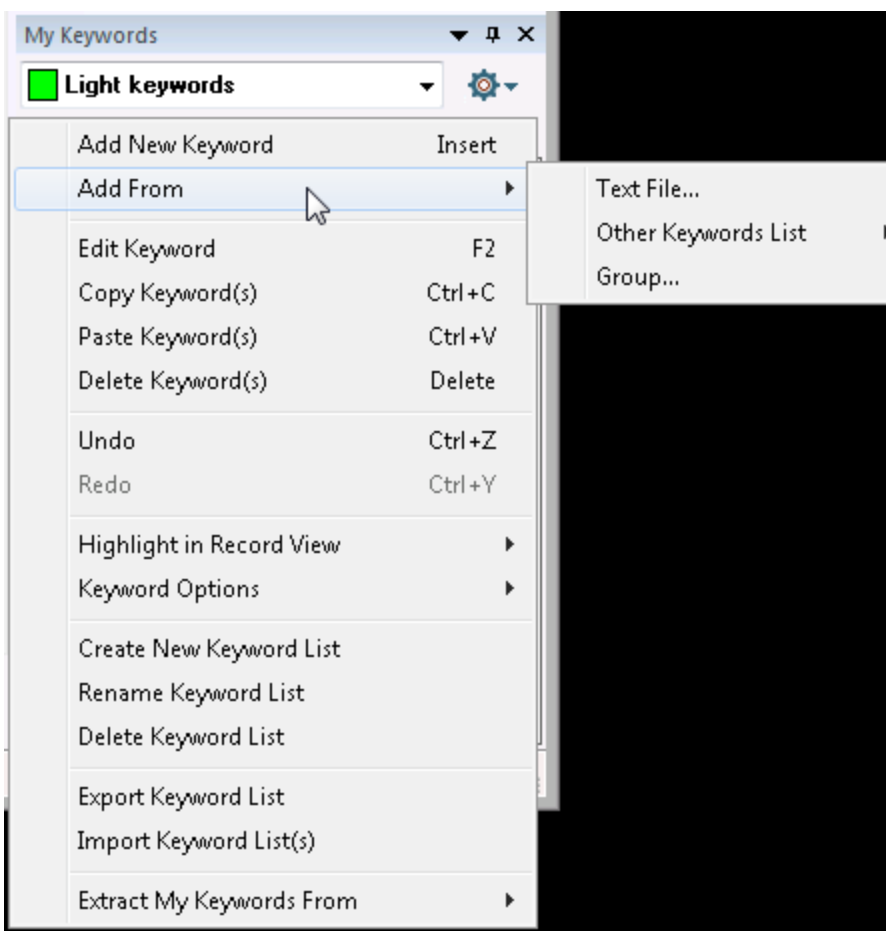 My Keywords
Light keywords
Add New Keyword Insert
Add From
Text File...
Other Keywords List
Group...
Edit Keyword F2
Copy Keyword(s) Ctrl+C
Paste Keyword(s) Ctrl+V
Delete Keyword(s) Delete
Undo Ctrl+Z
Redo Ctrl+Y
Highlight in Record View
Keyword Options
Create New Keyword List
Rename Keyword List
Delete Keyword List
Export Keyword List
Import Keyword List(s)
Extract My Keywords From